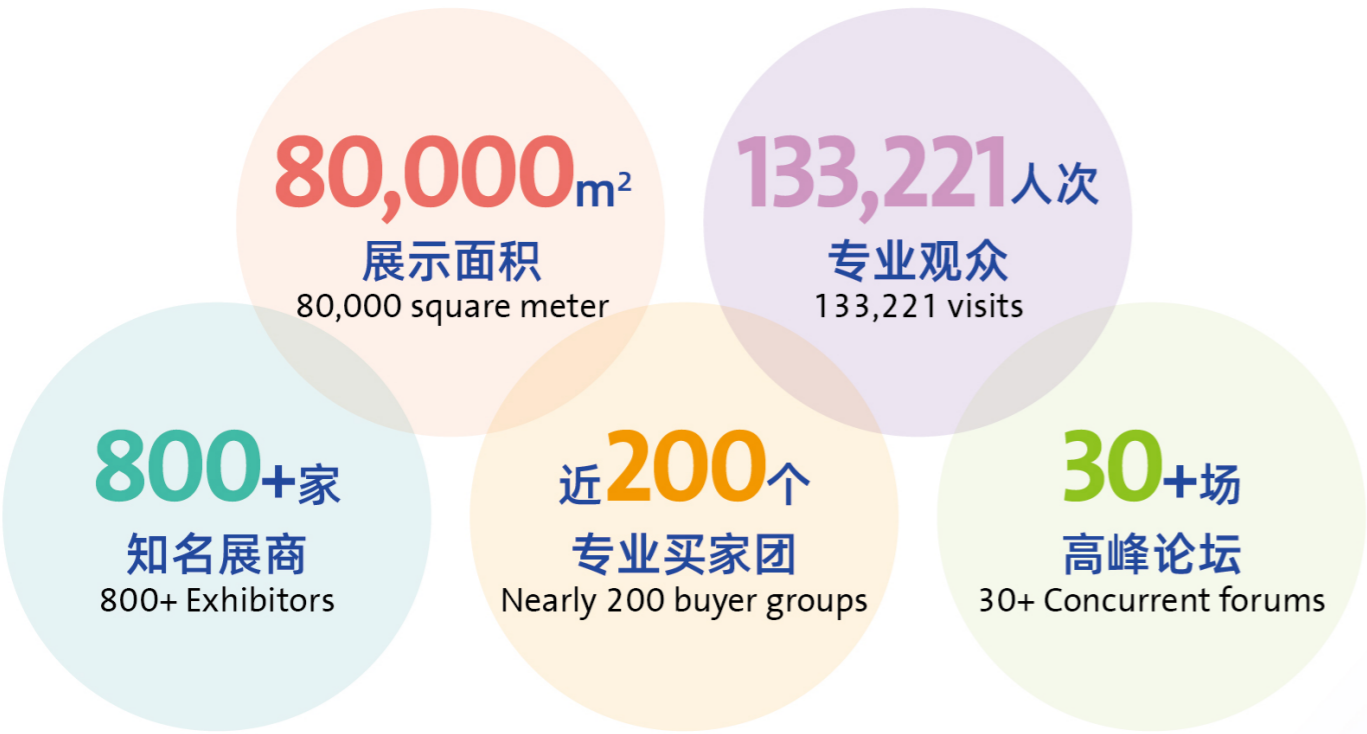 80,000m²
展示面积
80,000 square meter
133,221人次
专业观众
133,221 visits
800+家
知名展商
800+ Exhibitors
近200个
专业买家团
Nearly 200 buyer groups
30+场
高峰论坛
30+ Concurrent forums